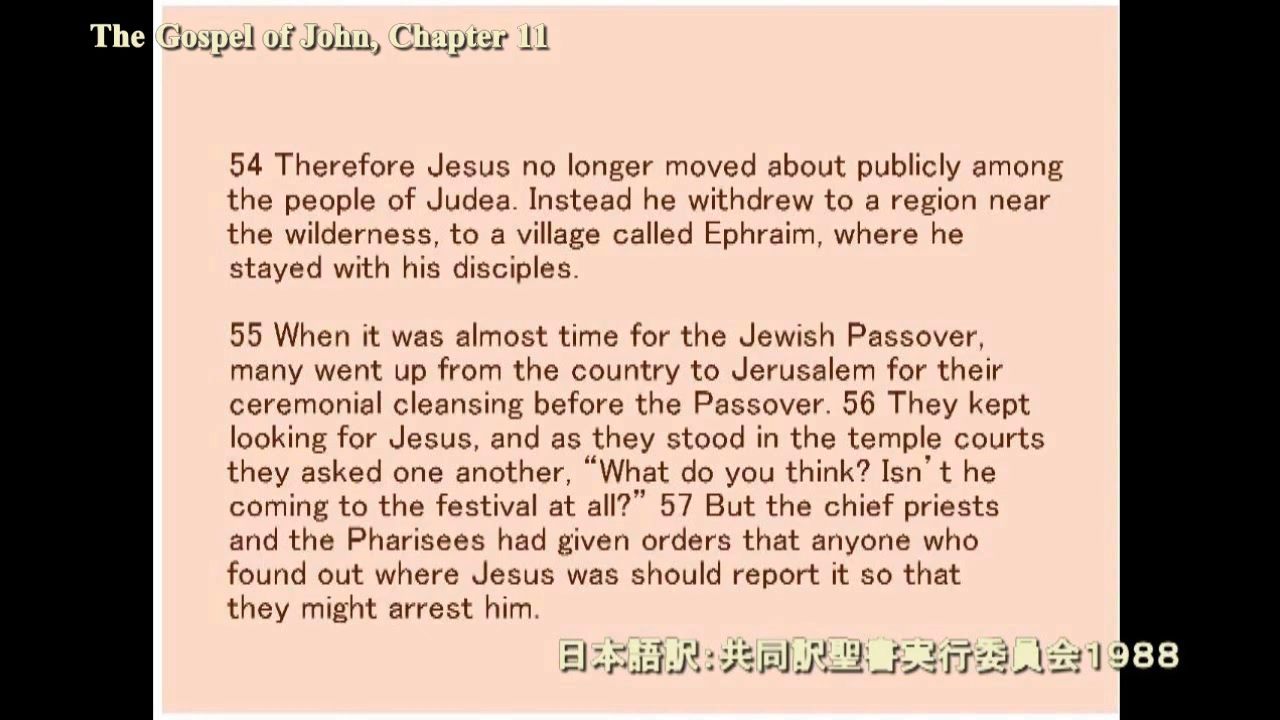 The Gospel of John, Chapter 11
54 Therefore Jesus no longer moved about publicly among
the people of Judea. Instead he withdrew to a region near
the wilderness, to a village called Ephraim, where he
stayed with his disciples.
55 When it was almost time for the Jewish Passover,
many went up from the country to Jerusalem for their
ceremonial cleansing before the Passover. 56 They kept
looking for Jesus, and as they stood in the temple courts
they asked one another, “What do you think? Isn’t he
coming to the festival at all?” 57 But the chief priests
and the Pharisees had given orders that anyone who
found out where Jesus was should report it so that
they might arrest him.
日本語訳:共同訳聖書実行委員会1988